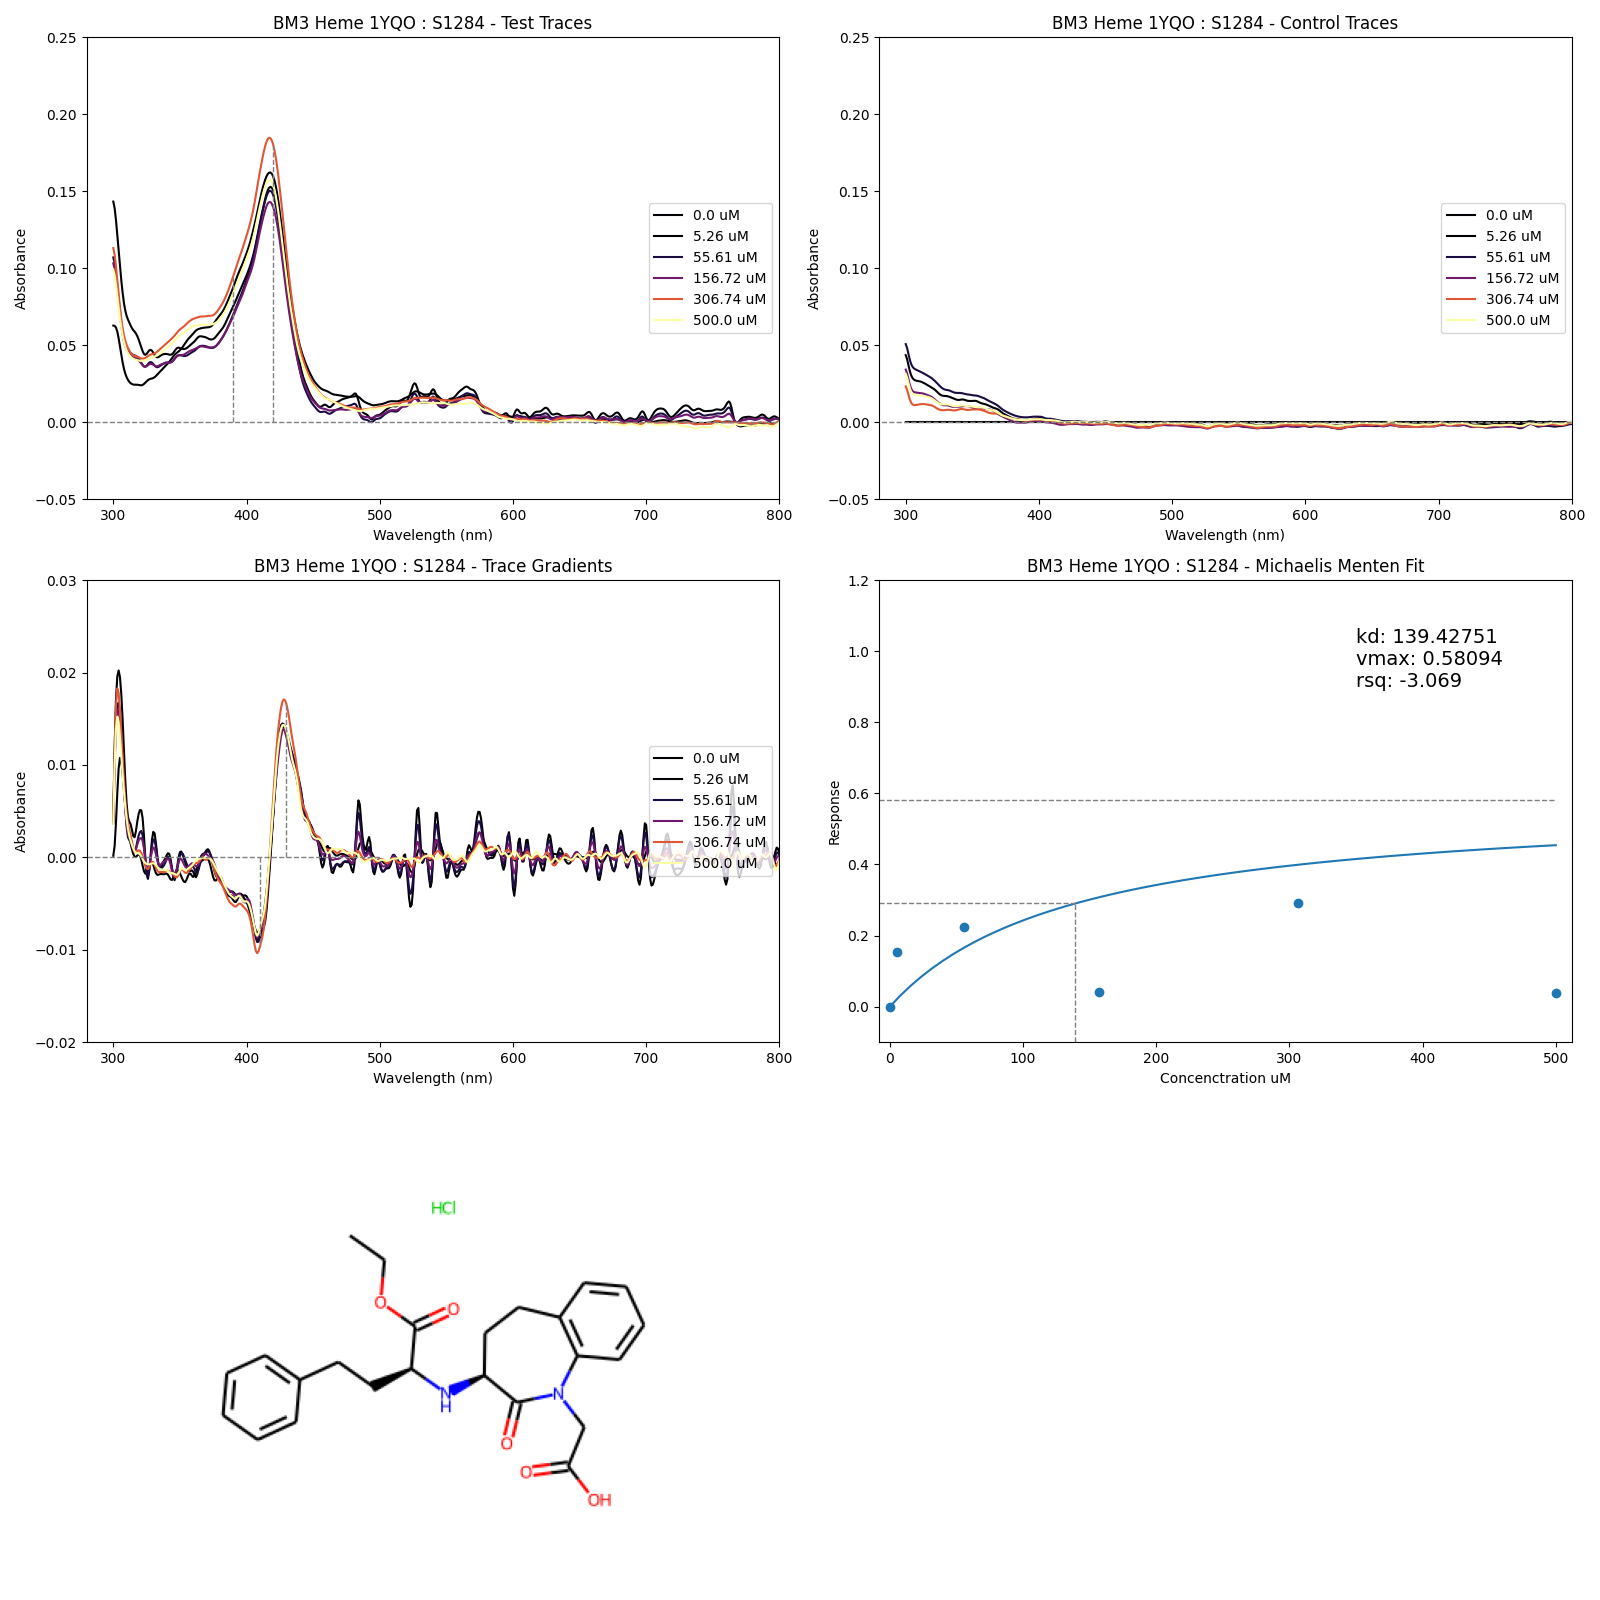 BM3 Heme 1YQO : S1284 - Test Traces
0.25
0.20
0.15
0.10
0.05
0.00
−0.05
Absorbance
300
400
500
600
700
800
Wavelength (nm)
0.0 uM
5.26 uM
55.61 uM
156.72 uM
306.74 uM
500.0 uM
BM3 Heme 1YQO : S1284 - Control Traces
0.25
0.20
0.15
0.10
0.05
0.00
−0.05
Absorbance
300
400
500
600
700
800
Wavelength (nm)
0.0 uM
5.26 uM
55.61 uM
156.72 uM
306.74 uM
500.0 uM
BM3 Heme 1YQO : S1284 - Trace Gradients
0.03
0.02
0.01
0.00
−0.01
−0.02
Absorbance
300
400
500
600
700
800
Wavelength (nm)
0.0 uM
5.26 uM
55.61 uM
156.72 uM
306.74 uM
500.0 uM
BM3 Heme 1YQO : S1284 - Michaelis Menten Fit
1.2
1.0
0.8
0.6
0.4
0.2
0.0
Response
kd: 139.42751
vmax: 0.58094
rsq: -3.069
0
100
200
300
400
500
Concenctration uM
HCl
O
O
N
H
N
O
O
OH